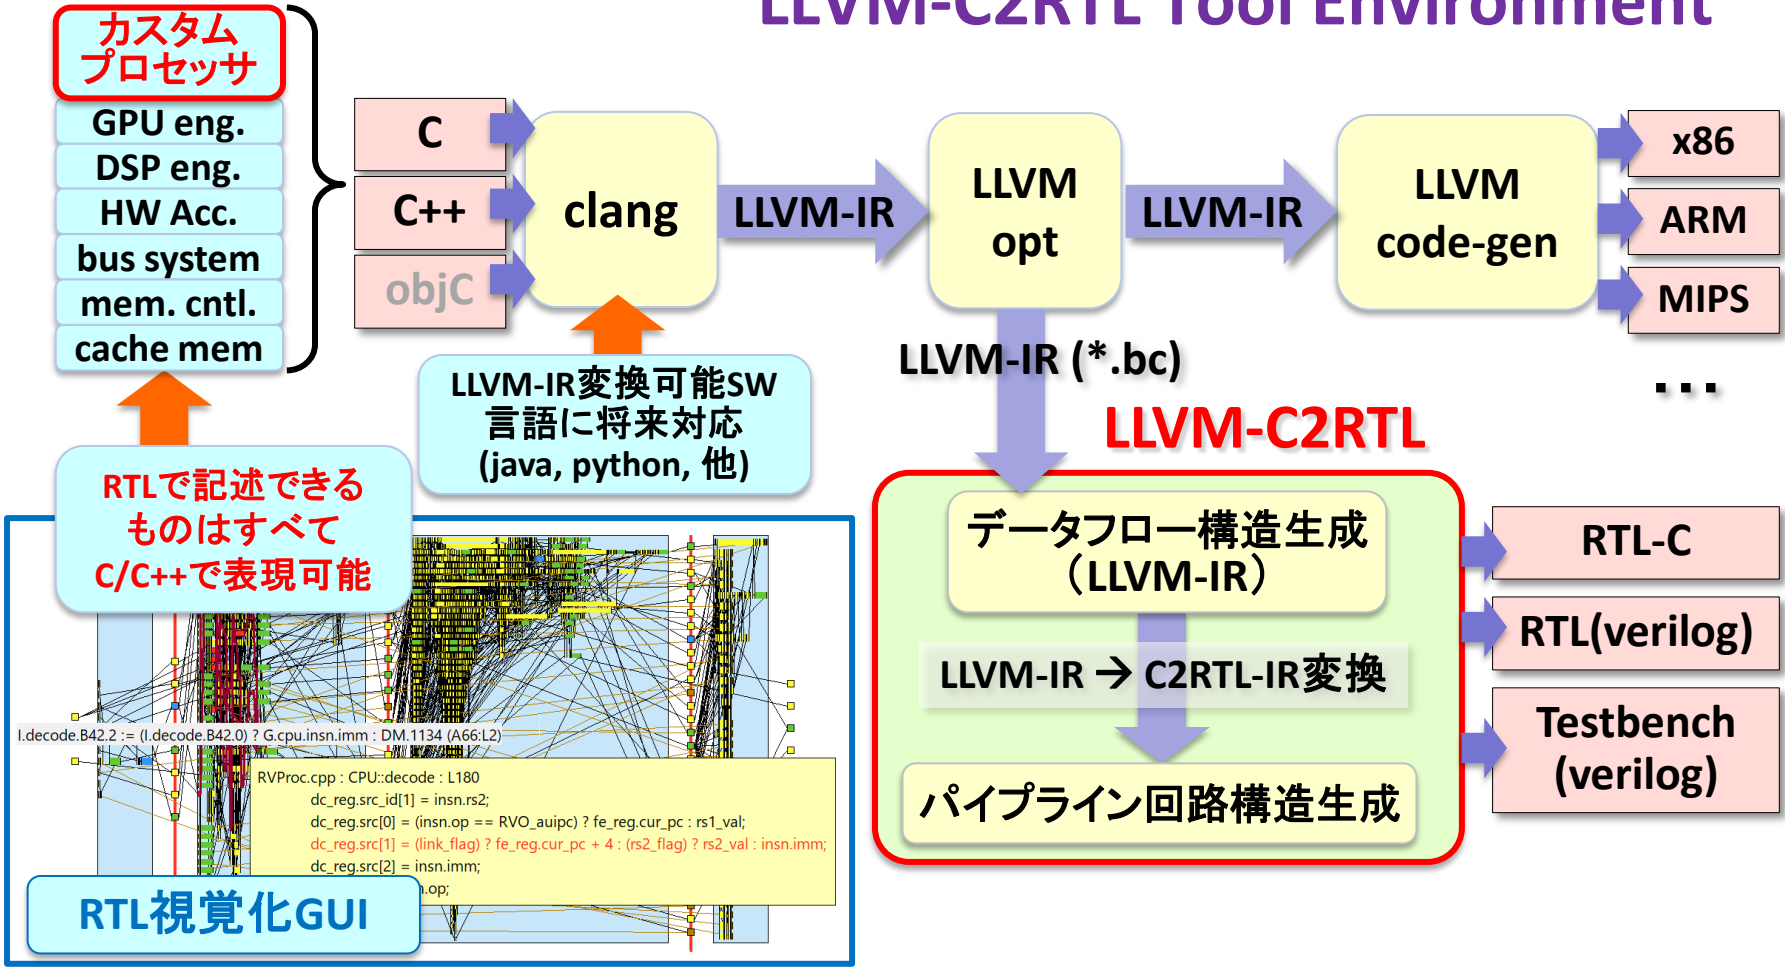 LLVM-C2RTL Tool Environment
カスタム
プロセッサ
GPU eng.
DSP eng.
HW Acc.
bus system
mem. cntl.
cache mem
C
C++
objC
clang
LLVM-IR
LLVM
opt
LLVM-IR
LLVM
code-gen
x86
ARM
MIPS
...
LLVM-IR変換可能SW
言語に将来対応
(java, python, 他)
LLVM-IR (*.bc)
LLVM-C2RTL
データフロー構造生成
（LLVM-IR）
LLVM-IR → C2RTL-IR変換
パイプライン回路構造生成
RTL-C
RTL(verilog)
Testbench
(verilog)
RTLで記述できる
ものはすべて
C/C++で表現可能
I.decode.B42.2 := (I.decode.B42.0) ? G.cpu.insn.imm : DM.1134 (A66:L2)
RVProc.cpp : CPU::decode : L180
dc_reg.src_id[1] = insn.rs2;
dc_reg.src[0] = (insn.op == RVO_auipc) ? fe_reg.cur_pc : rs1_val;
dc_reg.src[1] = (link_flag) ? fe_reg.cur_pc + 4 : (rs2_flag) ? rs2_val : insn.imm;
dc_reg.src[2] = insn.imm;
.op;
RTL視覚化GUI